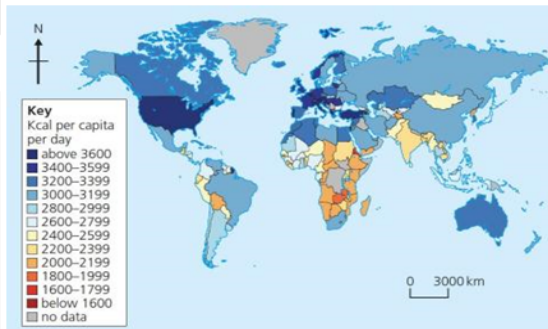 N
Key
Kcal per capita
per day
above 3600
3400–3599
3200–3399
3000–3199
2800–2999
2600–2799
2400–2599
2200–2399
2000–2199
1800–1999
1600–1799
below 1600
no data
0 3000 km